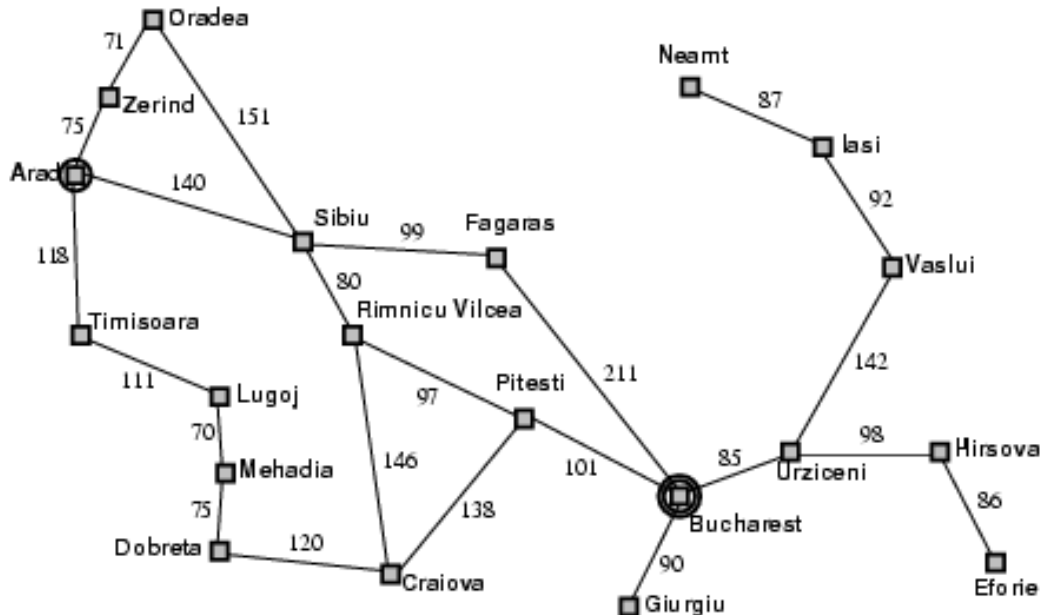 Oradea
71
Neamt
Zerind
87
75
151
Iasi
Arad
140
92
Sibiu
Fagaras
99
118
Vaslui
80
Timisoara
Rimnicu Vilcea
142
111
Pitesti
211
Lugoj
97
70
98
Hirsova
Mehadia
146
101
85
Urziceni
86
75
138
Bucharest
Dobreta
120
90
Craiova
Eforie
Giurgiu